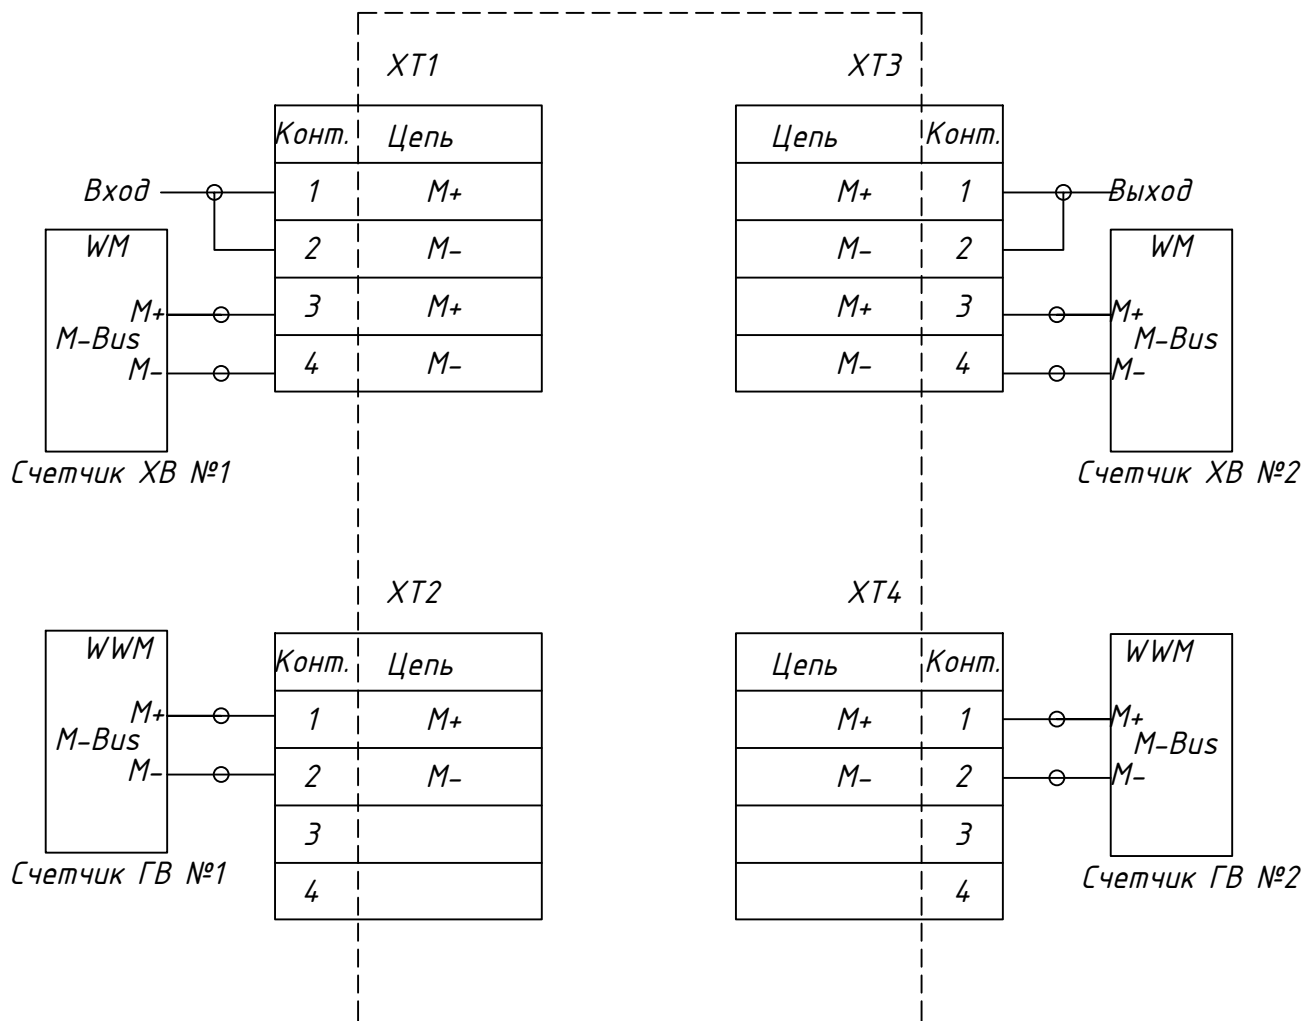 XT1
Конт. Цепь
Вход 1 M+
2 M-
3 M+
4 M-
WM
M+
M-Bus
M-
Счетчик ХВ №1
XT3
Цепь Конт.
M+ 1 Выход
M- 2
M+ 3
M- 4
WM
M+
M-Bus
M-
Счетчик ХВ №2
XT2
Конт. Цепь
1 M+
2 M-
3
4
WWM
M+
M-Bus
M-
Счетчик ГВ №1
XT4
Цепь Конт.
M+ 1
M- 2
3
4
WWM
M+
M-Bus
M-
Счетчик ГВ №2